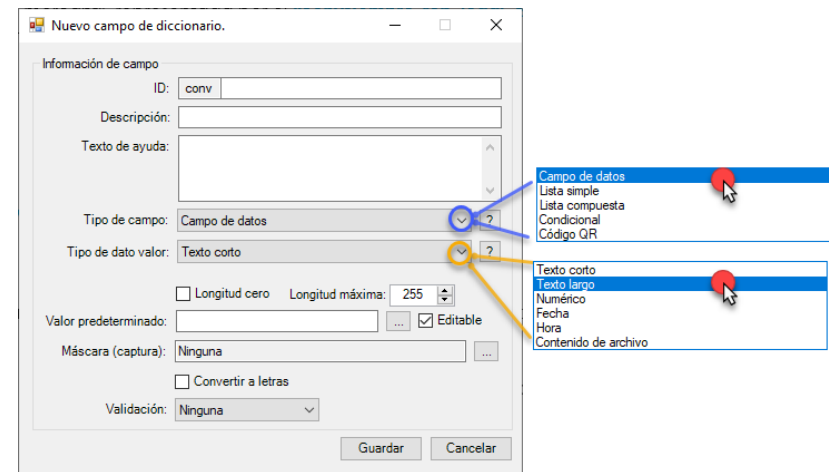 Nuevo campo de diccionario.
Información de campo
ID: conv
Descripción:
Texto de ayuda:
Tipo de campo: Campo de datos ?
Tipo de dato valor: Texto corto ?
Longitud cero Longitud máxima: 255
Valor predeterminado: ... Editable
Máscara (captura): Ninguna ...
Convertir a letras
Validación: Ninguna
Guardar Cancelar
Campo de datos
Lista simple
Lista compuesta
Condicional
Código QR
Texto corto
Texto largo
Numérico
Fecha
Hora
Contenido de archivo